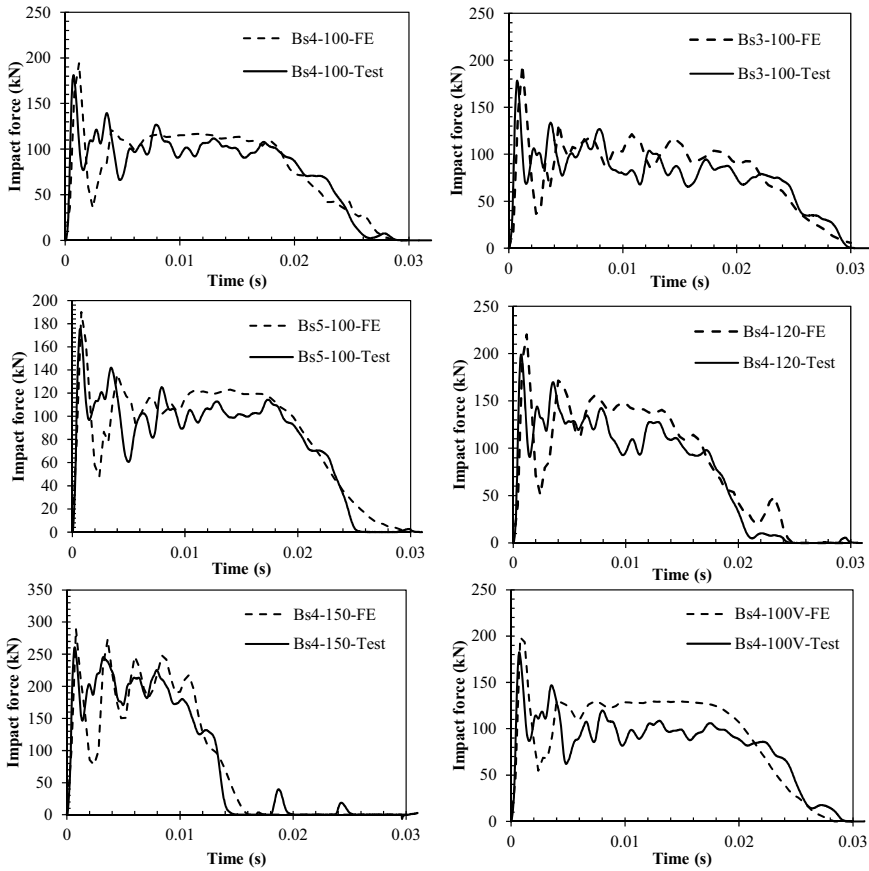 Impact force (kN)
250
200
150
100
50
0
Bs4-100-FE
Bs4-100-Test
0 0.01 0.02 0.03
Time (s)
Impact force (kN)
250
200
150
100
50
0
Bs3-100-FE
Bs3-100-Test
0 0.01 0.02 0.03
Time (s)
Impact force (kN)
200
180
160
140
120
100
80
60
40
20
0
Bs5-100-FE
Bs5-100-Test
0 0.01 0.02 0.03
Time (s)
Impact force (kN)
250
200
150
100
50
0
Bs4-120-FE
Bs4-120-Test
0 0.01 0.02 0.03
Time (s)
Impact force (kN)
350
300
250
200
150
100
50
0
Bs4-150-FE
Bs4-150-Test
0 0.01 0.02 0.03
Time (s)
Impact force (kN)
250
200
150
100
50
0
Bs4-100V-FE
Bs4-100V-Test
0 0.01 0.02 0.03
Time (s)